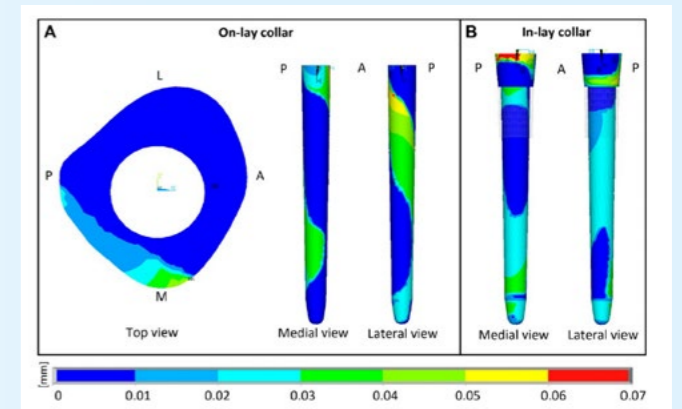 A
On-lay collar
B
In-lay collar
L
P
A
M
P
A
P
P
A
P
Top view
Medial view
Lateral view
Medial view
Lateral view
[mm]
0 0.01 0.02 0.03 0.04 0.05 0.06 0.07